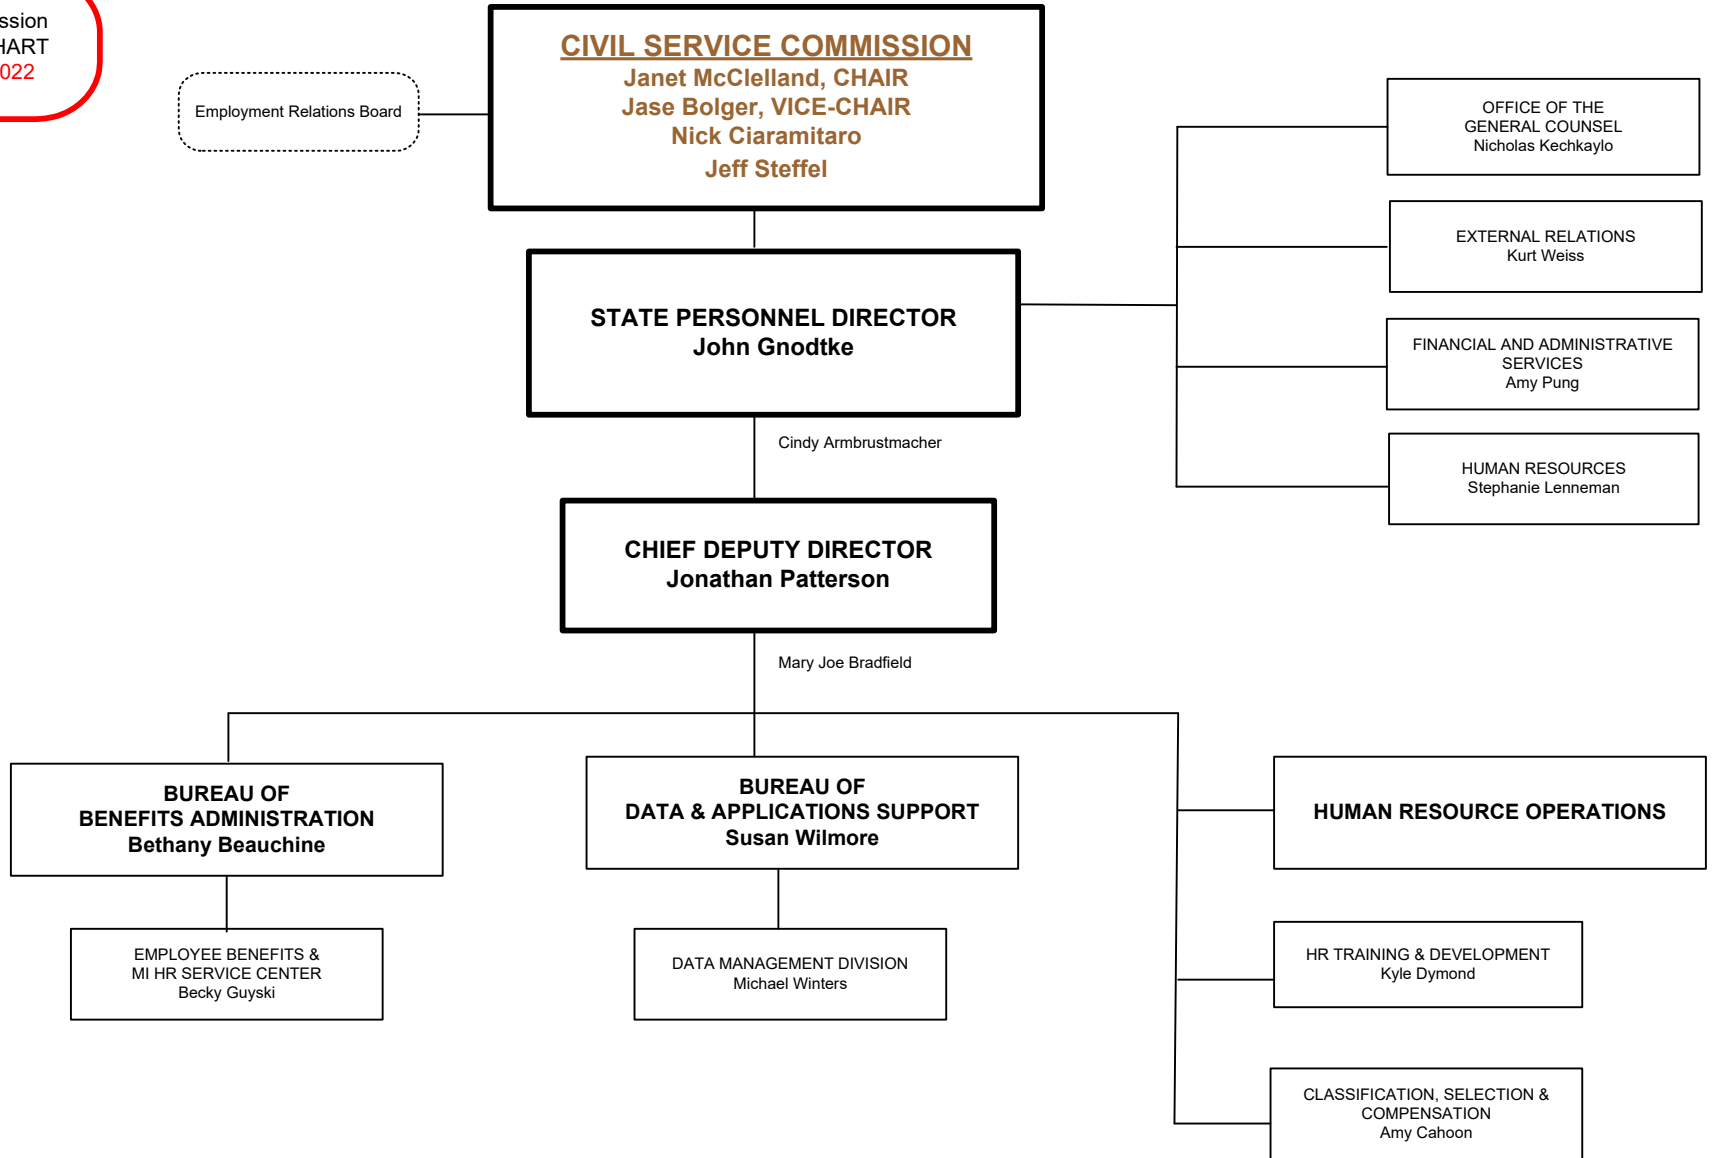 CIVIL SERVICE COMMISSION
Janet McClelland, CHAIR
Jase Bolger, VICE-CHAIR
Nick Ciaramitaro
Jeff Steffel
Employment Relations Board
OFFICE OF THE
GENERAL COUNSEL
Nicholas Kechkaylo
EXTERNAL RELATIONS
Kurt Weiss
STATE PERSONNEL DIRECTOR
John Gnodtke
FINANCIAL AND ADMINISTRATIVE
SERVICES
Amy Pung
Cindy Armbrustmacher
HUMAN RESOURCES
Stephanie Lenneman
CHIEF DEPUTY DIRECTOR
Jonathan Patterson
Mary Joe Bradfield
BUREAU OF
BENEFITS ADMINISTRATION
Bethany Beauchine
BUREAU OF
DATA & APPLICATIONS SUPPORT
Susan Wilmore
HUMAN RESOURCE OPERATIONS
EMPLOYEE BENEFITS &
MI HR SERVICE CENTER
Becky Guyski
DATA MANAGEMENT DIVISION
Michael Winters
HR TRAINING & DEVELOPMENT
Kyle Dymond
CLASSIFICATION, SELECTION &
COMPENSATION
Amy Cahoon